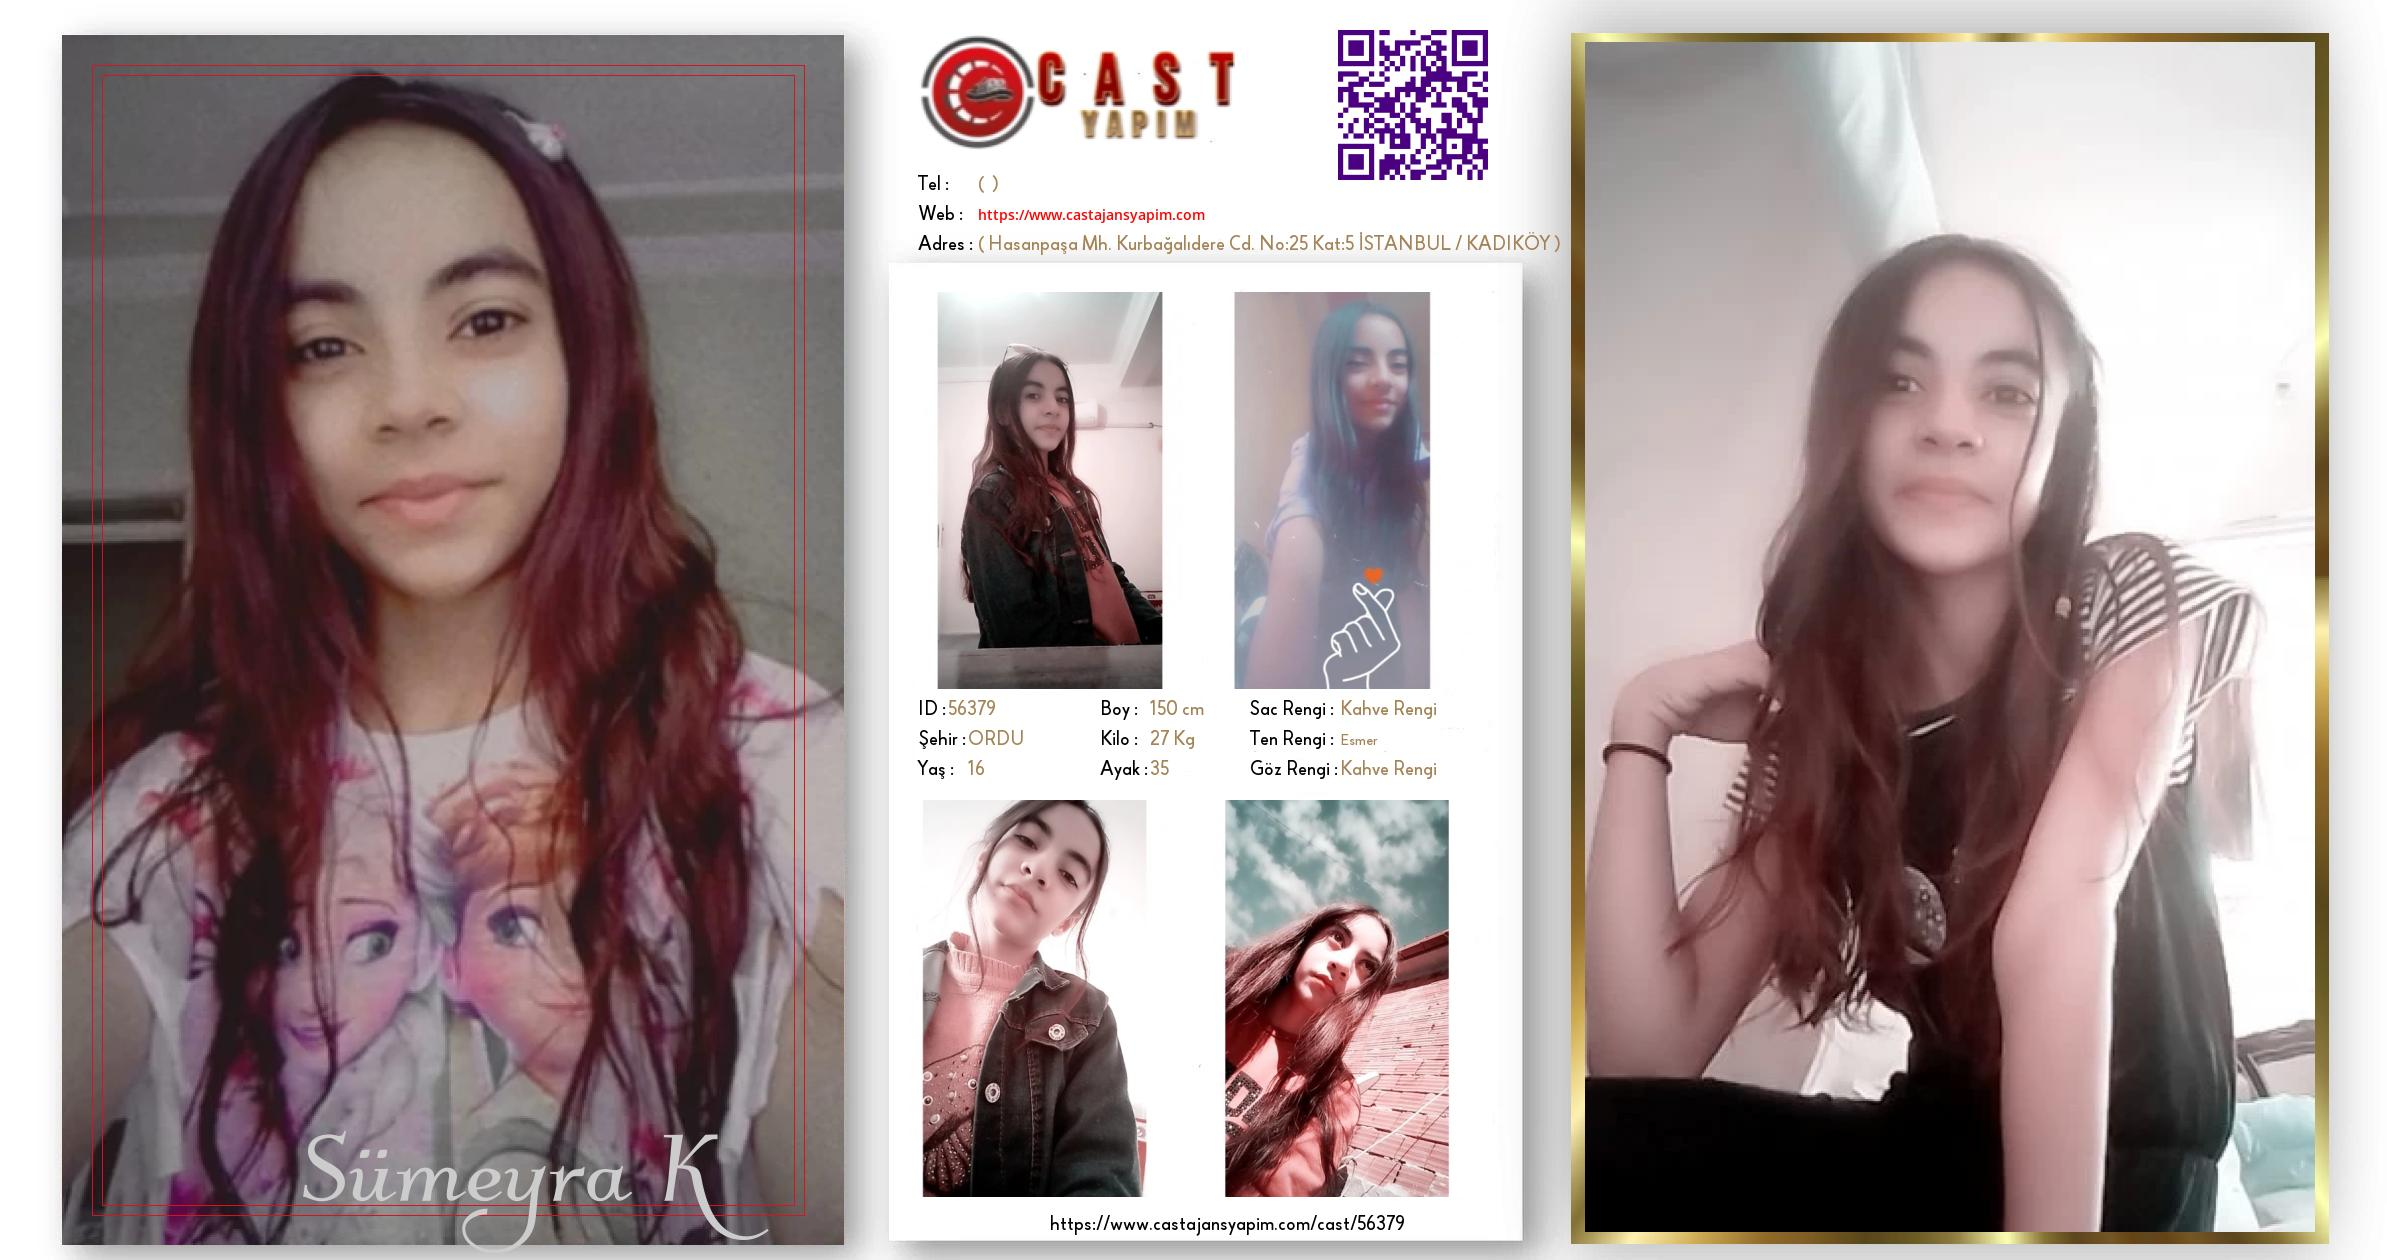 CAST
YAPIM
Tel : ( )
Web : https://www.castajansyapim.com
Adres : ( Hasanpaşa Mh. Kurbağalıdere Cd. No:25 Kat:5 İSTANBUL / KADIKÖY )
ID : 56379 Boy : 150 cm Sac Rengi : Kahve Rengi
Şehir : ORDU Kilo : 27 Kg Ten Rengi : Esmer
Yaş : 16 Ayak : 35 Göz Rengi : Kahve Rengi
Sümeyra K
https://www.castajansyapim.com/cast/56379